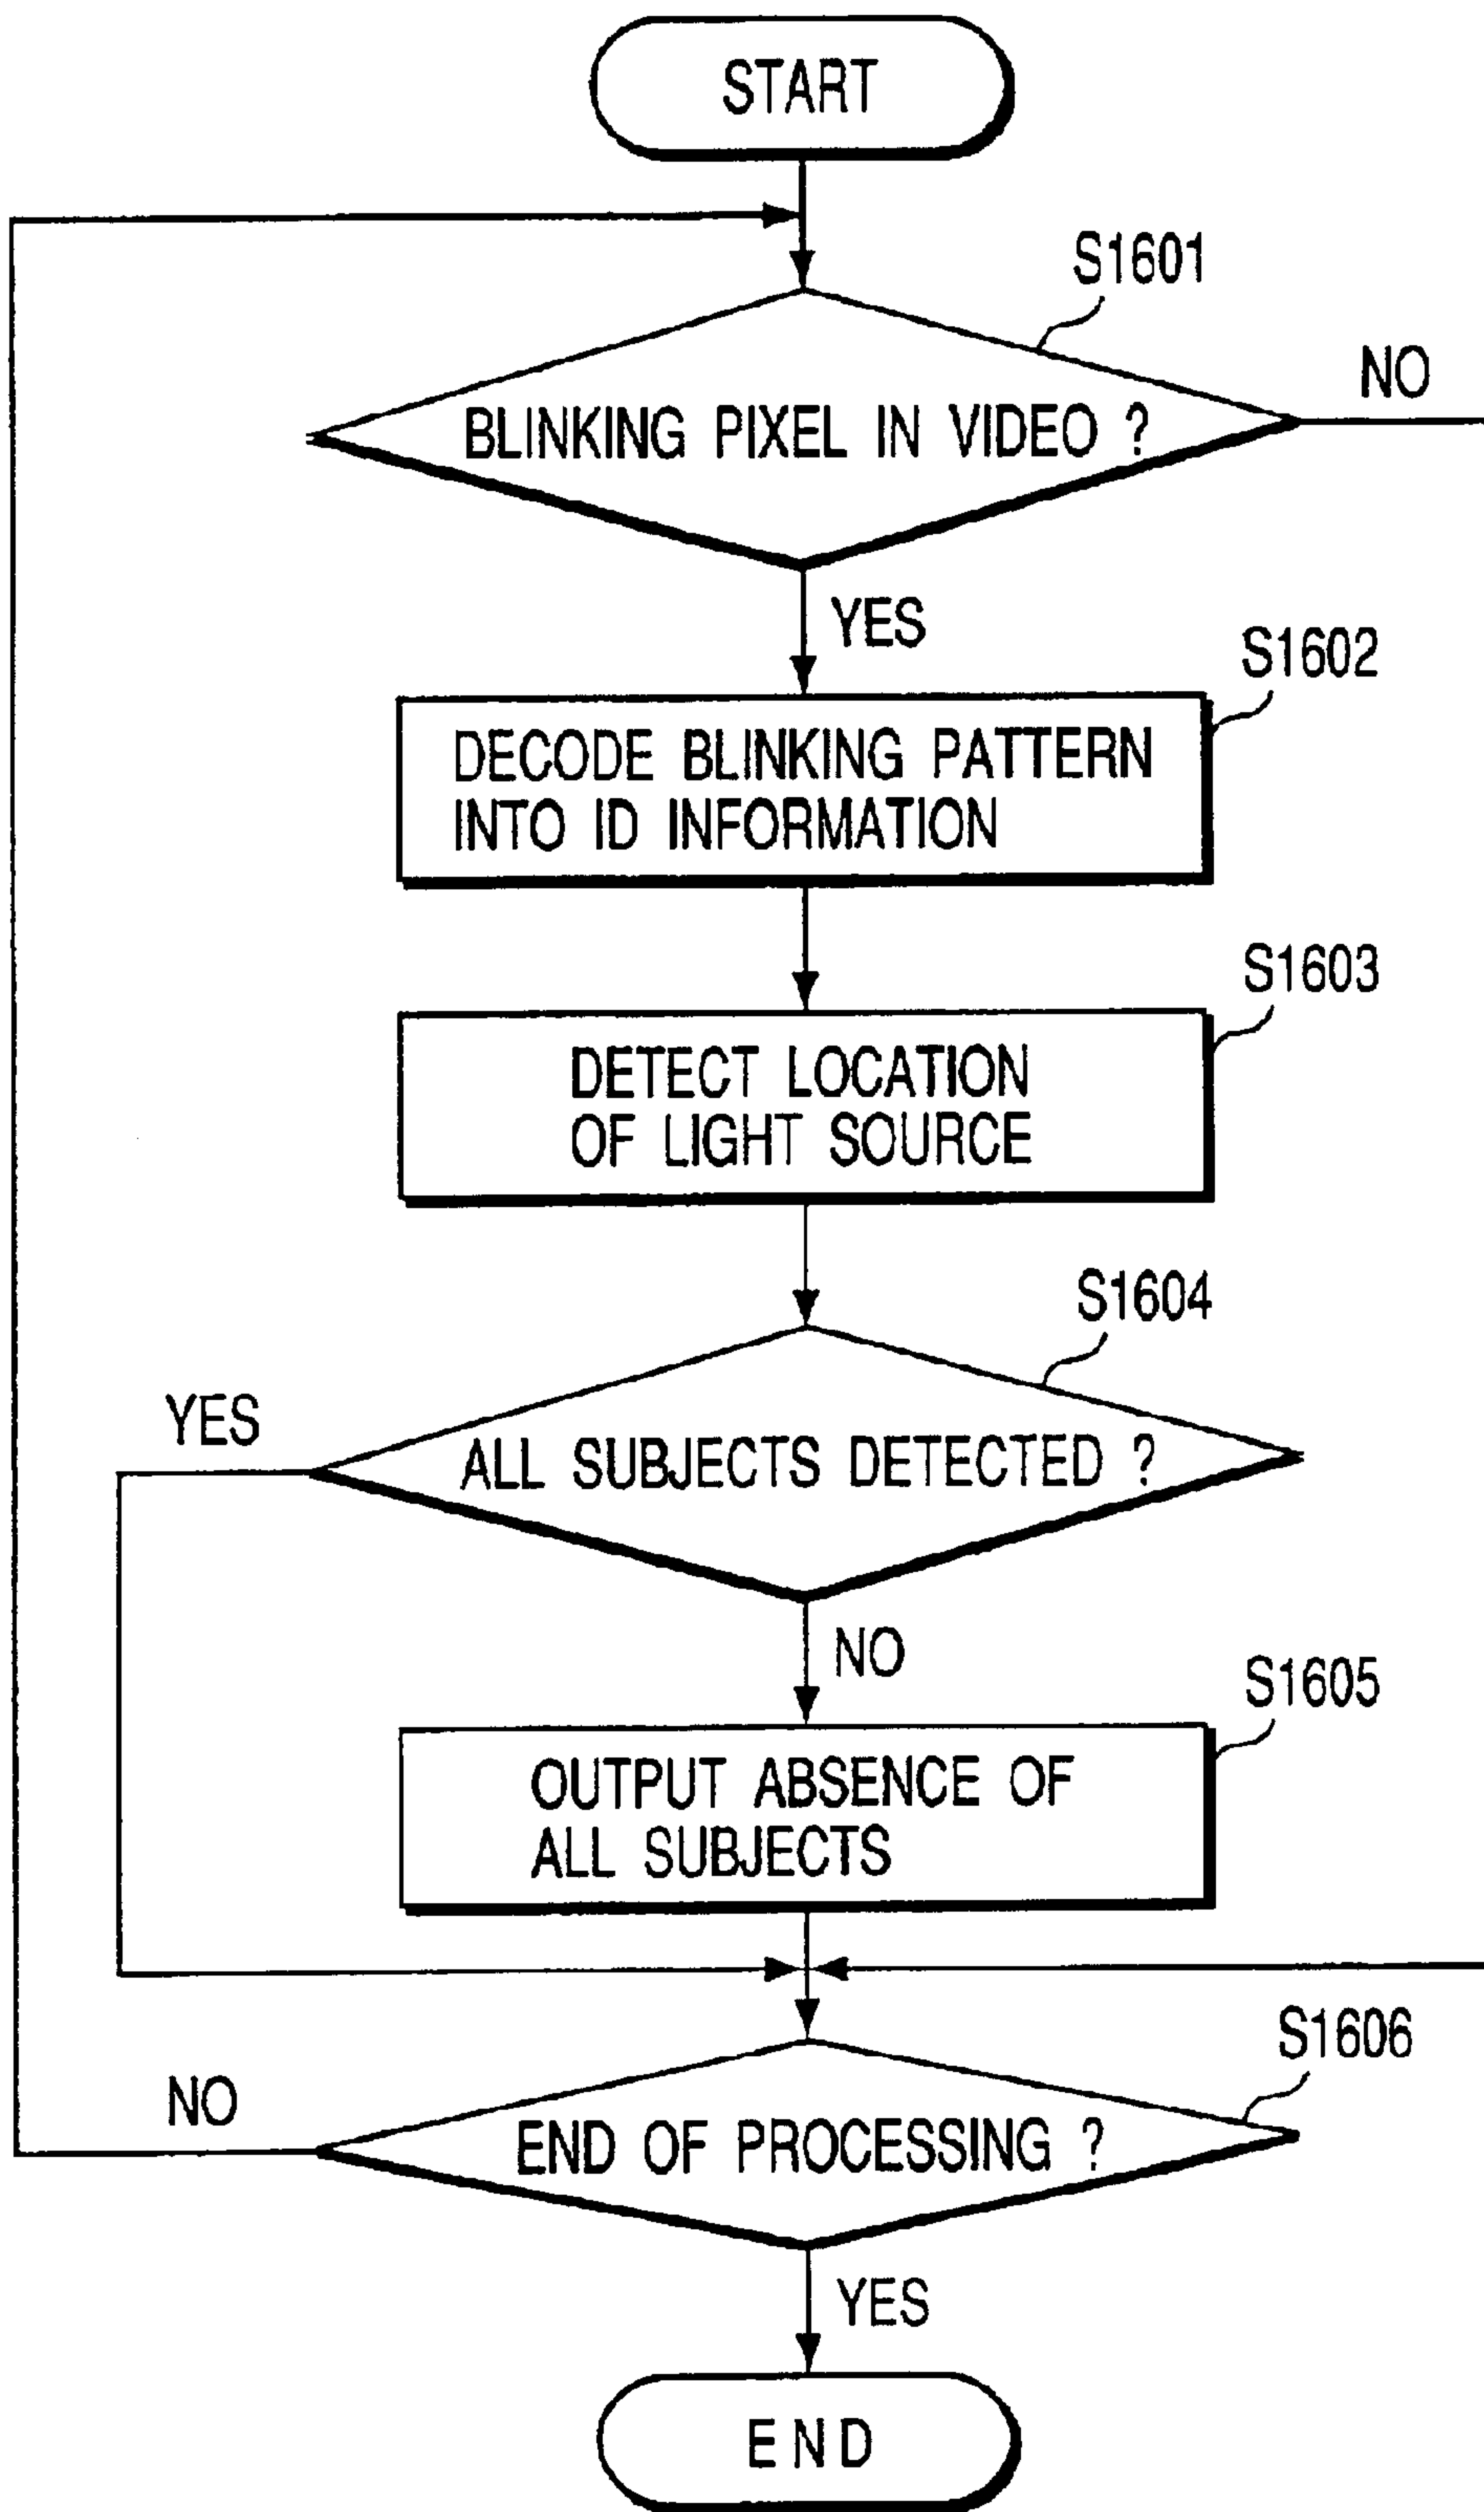 START
S1601
NO
BLINKING PIXEL IN VIDEO ?
YES
S1602
DECODE BLINKING PATTERN
INTO ID INFORMATION
S1603
DETECT LOCATION
OF LIGHT SOURCE
S1604
YES
ALL SUBJECTS DETECTED ?
NO
S1605
OUTPUT ABSENCE OF
ALL SUBJECTS
S1606
NO
END OF PROCESSING ?
YES
END